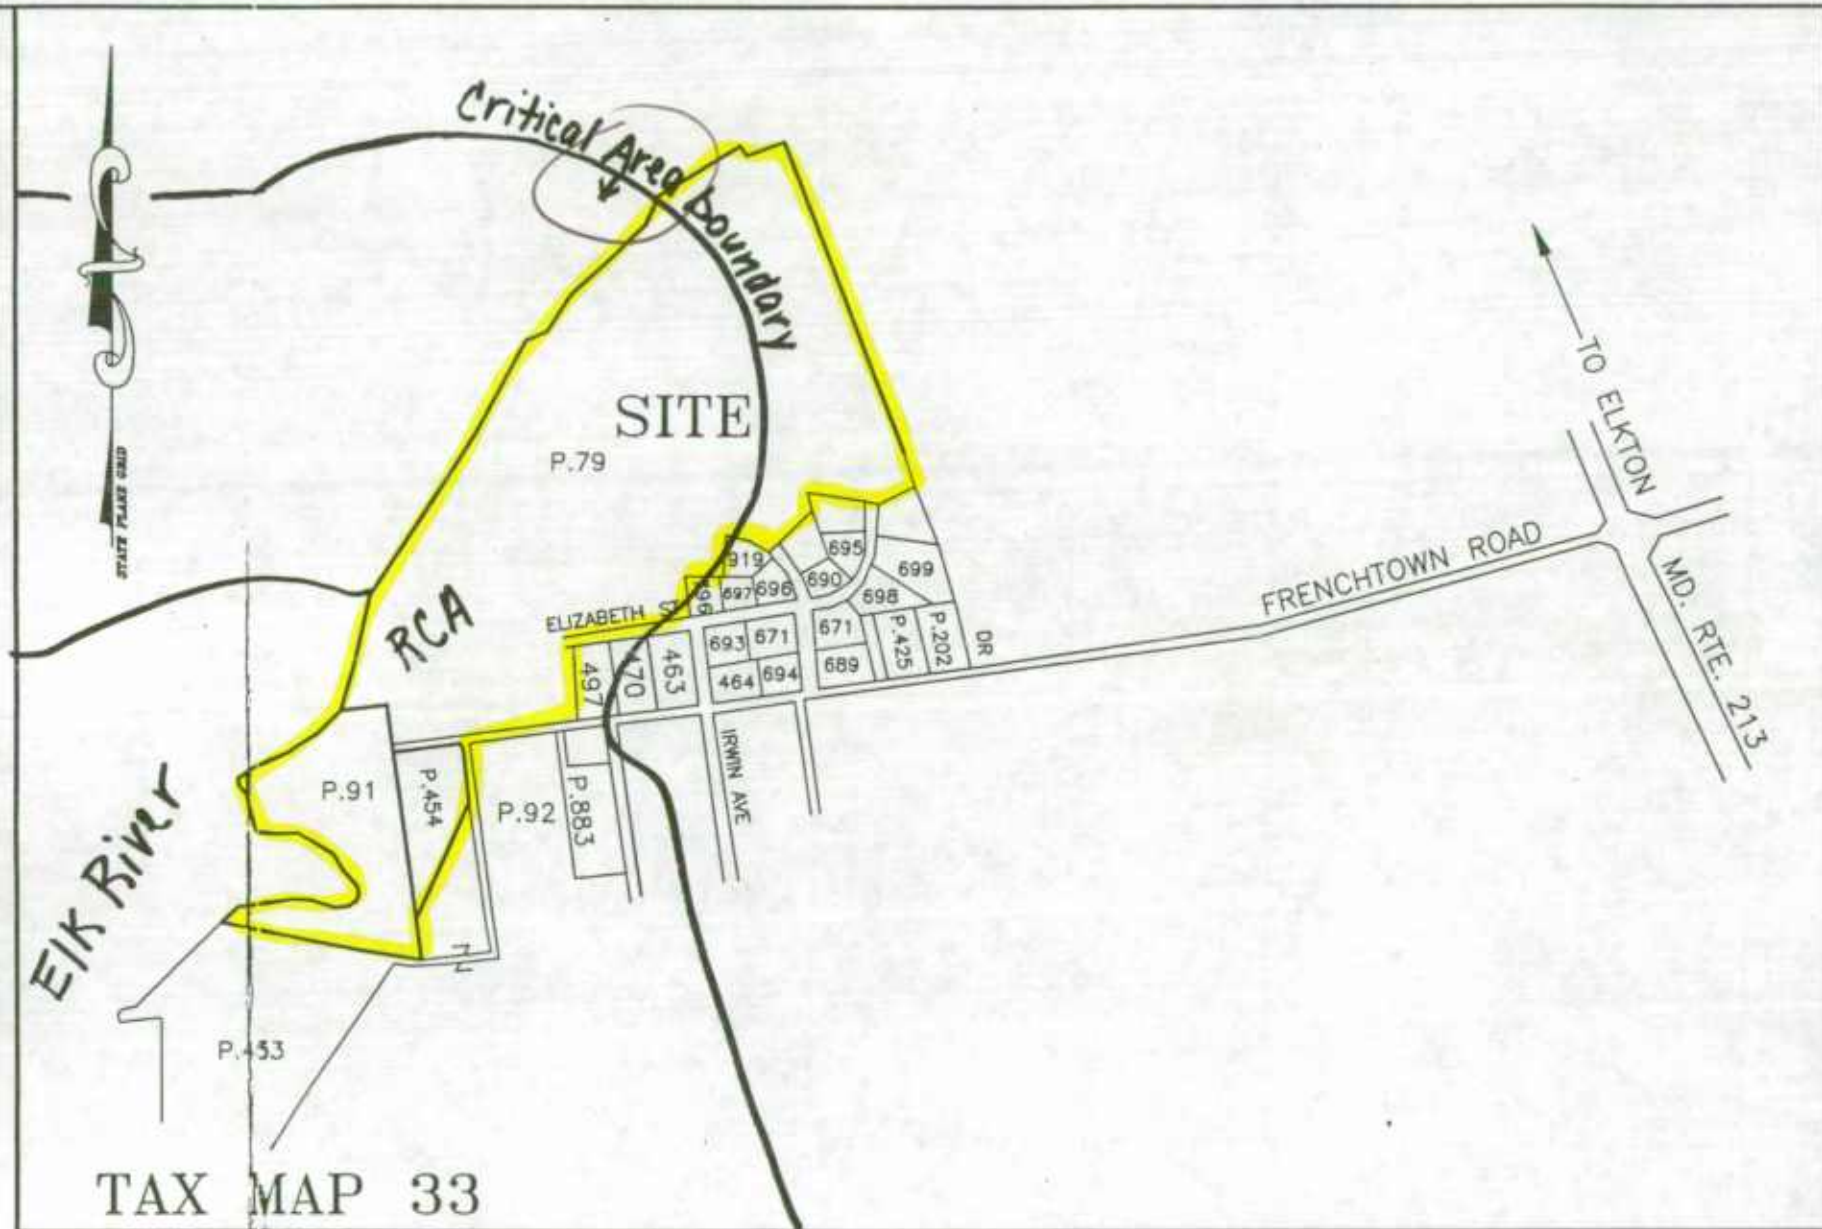 Critical Area boundary
STATE PLANE GRID
SITE
P.79
TO ELKTON
RCA
ELIZABETH ST
919
695
699
690
696
697
96
698
FRENCHTOWN ROAD
MD. RTE. 213
497
470
463
693
671
671
P.425
P.202
DR
464
694
689
P.91
P.454
P.92
P.883
IRWIN AVE
Elk River
P.453
TAX MAP 33